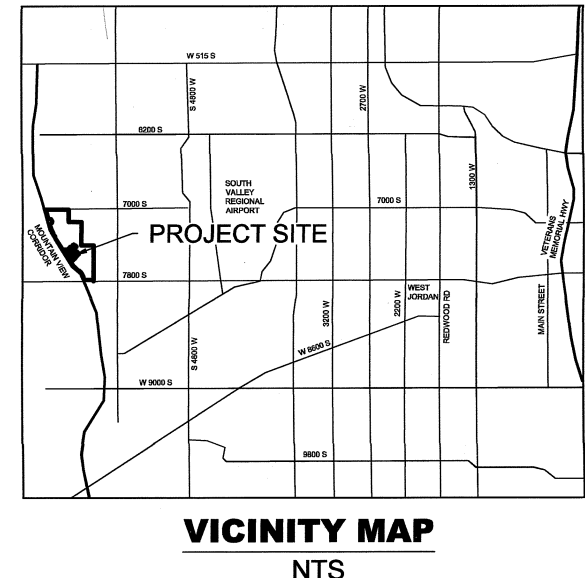 W 515 S
S 4800 W
2700 W
6200 S
1300 W
SOUTH
VALLEY
REGIONAL
AIRPORT
7000 S
7000 S
PROJECT SITE
MOUNTAIN VIEW
CORRIDOR
VETERANS
MEMORIAL HWY
7800 S
WEST
JORDAN
2200 W
REDWOOD RD
MAIN STREET
3200 W
S 4800 W
W 8600 S
W 9000 S
9800 S
VICINITY MAP
NTS